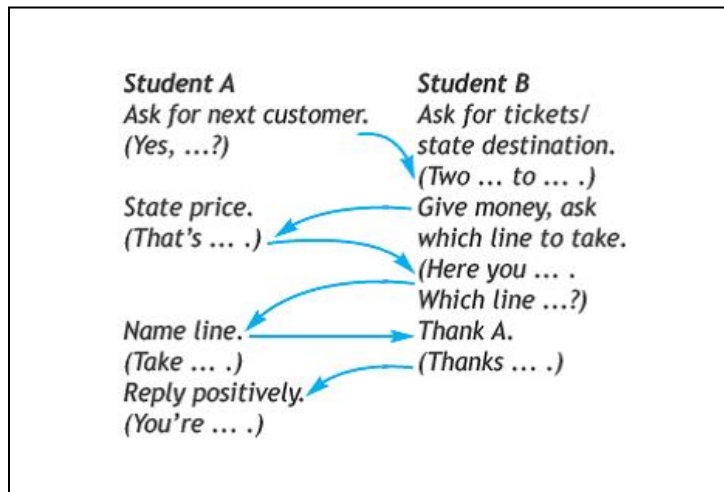 Student A
Ask for next customer.
(Yes, ...?)
State price.
(That's ... .)
Name line.
(Take ... .)
Reply positively.
(You're ... .)
Student B
Ask for tickets/
state destination.
(Two ... to ... .)
Give money, ask
which line to take.
(Here you ... .
Which line ...?)
Thank A.
(Thanks ... .)